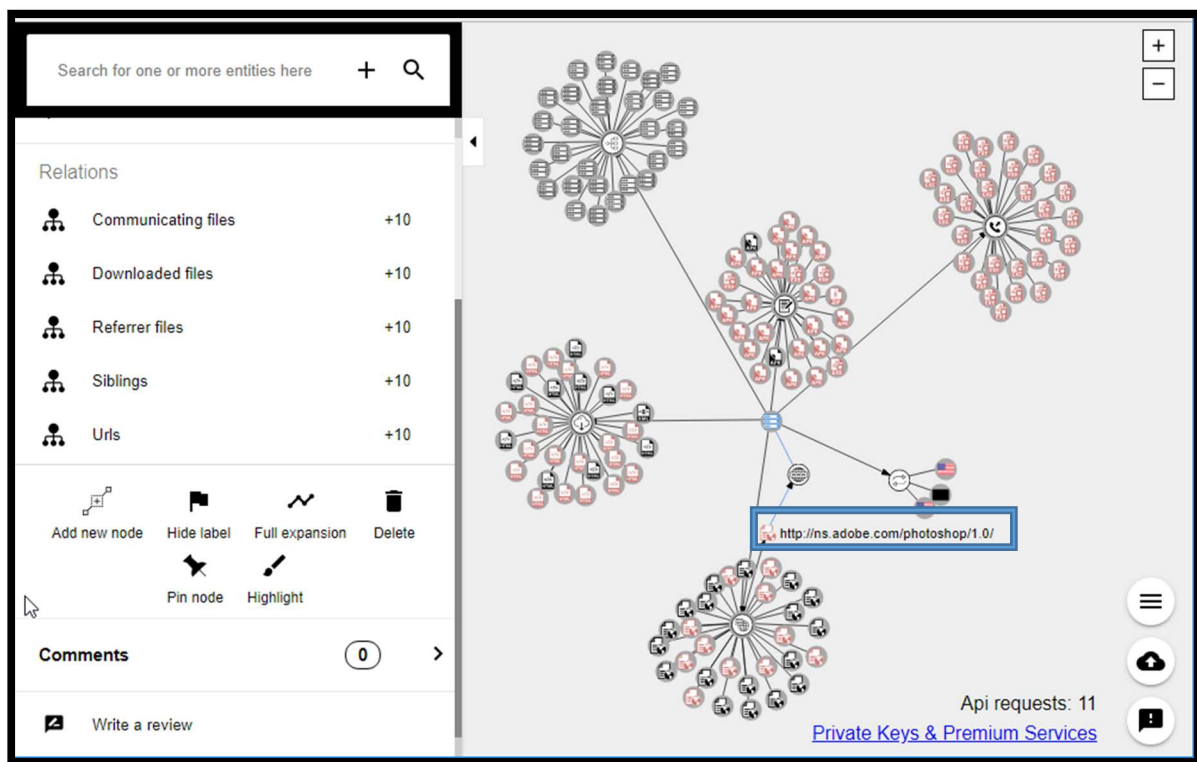 Search for one or more entities here
Relations
Communicating files +10
Downloaded files +10
Referrer files +10
Siblings +10
Urls +10
Add new node Hide label Full expansion Delete
Pin node Highlight
Comments 0
Write a review
+
−
http://ns.adobe.com/photoshop/1.0/
Api requests: 11
Private Keys & Premium Services